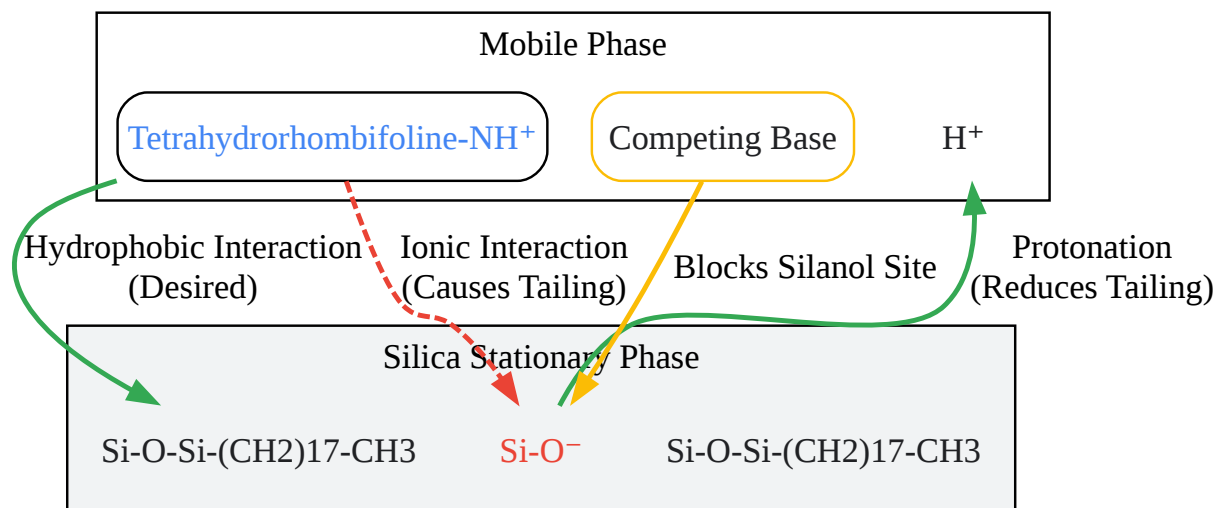 Mobile Phase
Tetrahydrorhombifoline-NH⁺
Competing Base
H⁺
Hydrophobic Interaction
(Desired)
Ionic Interaction
(Causes Tailing)
Blocks Silanol Site
Protonation
(Reduces Tailing)
Silica Stationary Phase
Si-O-Si-(CH2)17-CH3
Si-O⁻
Si-O-Si-(CH2)17-CH3